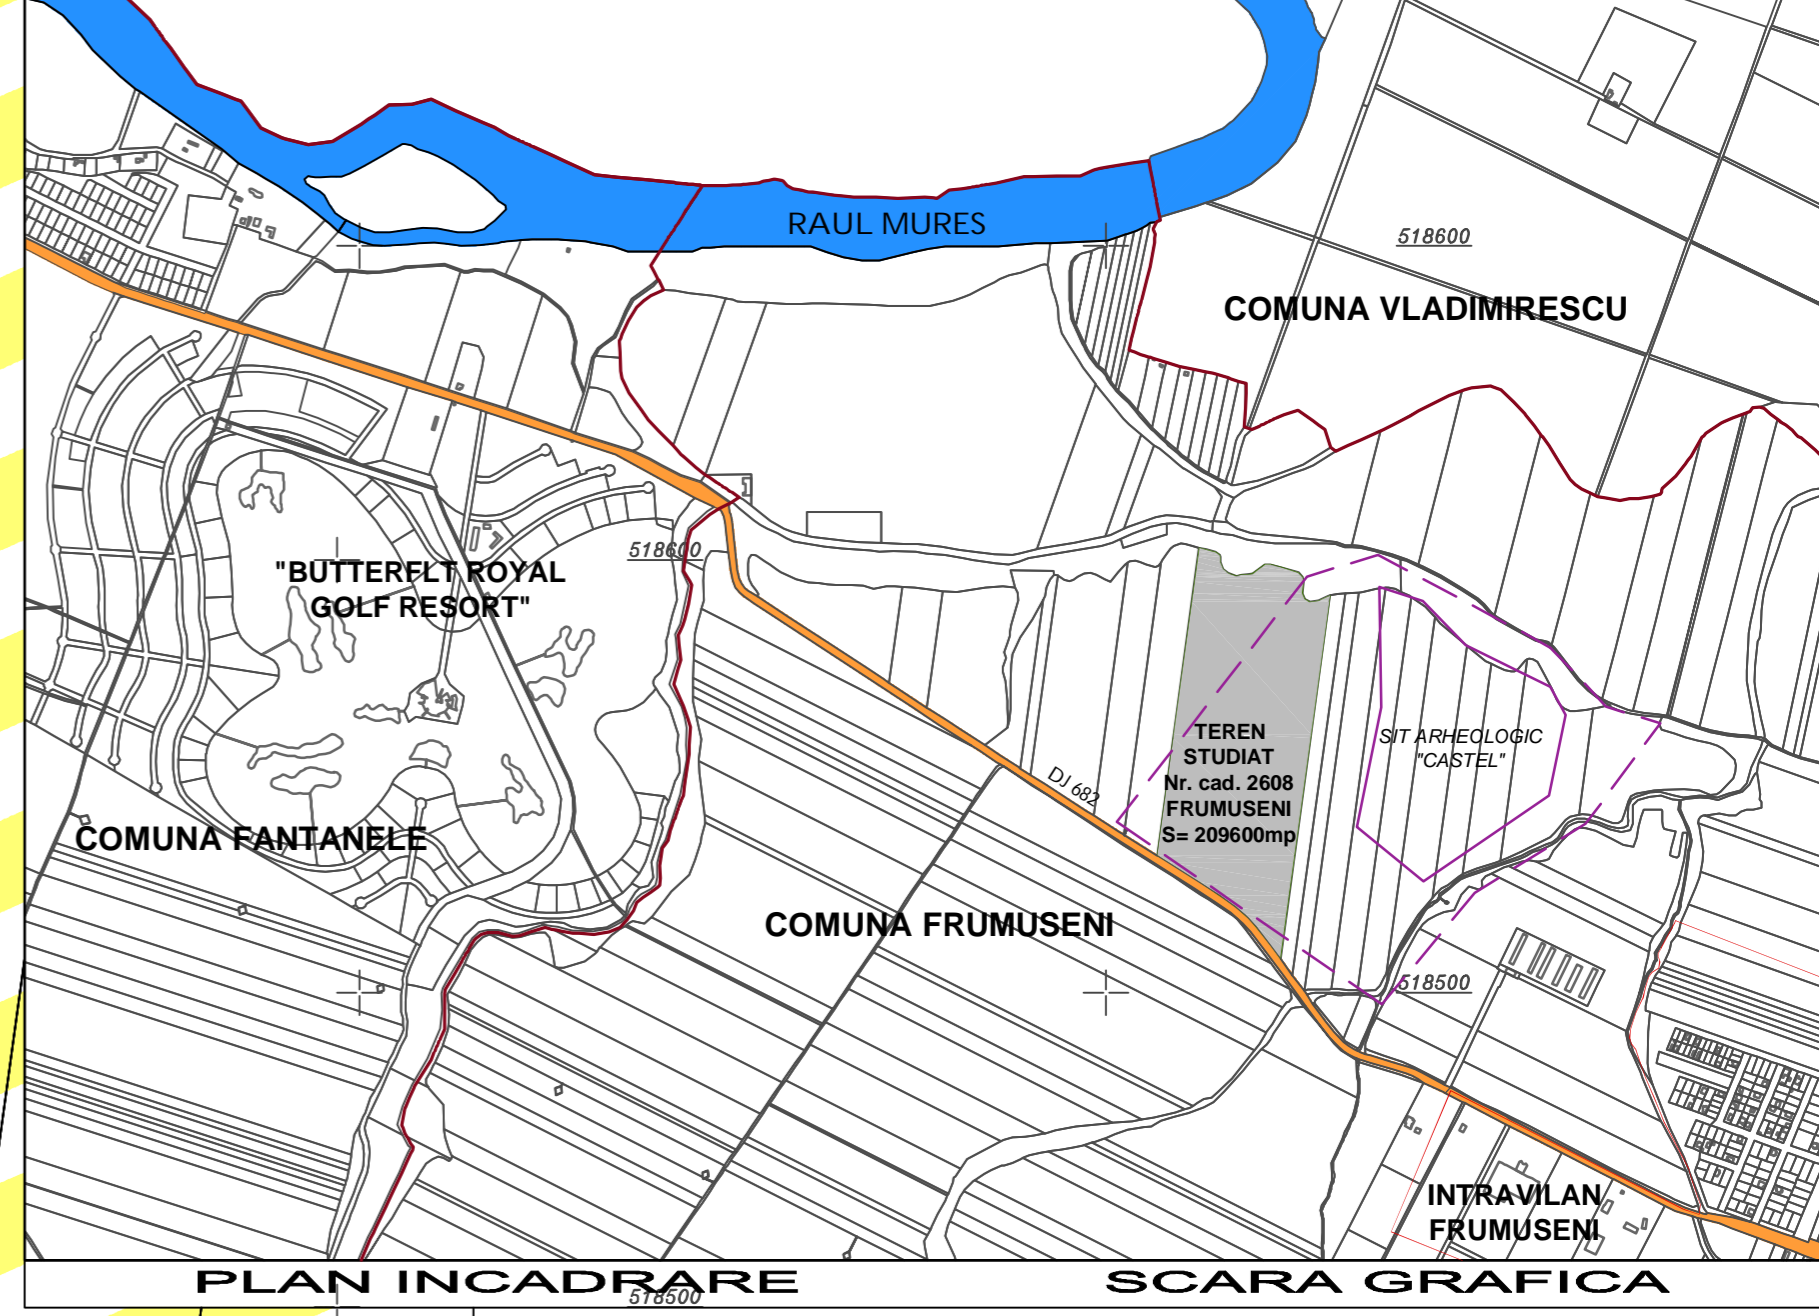 RAUL MURES
518600
COMUNA VLADIMIRESCU
518600
"BUTTERFLT ROYAL
GOLF RESORT"
TEREN
STUDIAT
Nr. cad. 2608
FRUMUSENI
S= 209600mp
SIT ARHEOLOGIC
"CASTEL"
DJ 682
COMUNA FANTANELE
COMUNA FRUMUSENI
518500
INTRAVILAN
FRUMUSENI
PLAN INCADRARE
SCARA GRAFICA
518500